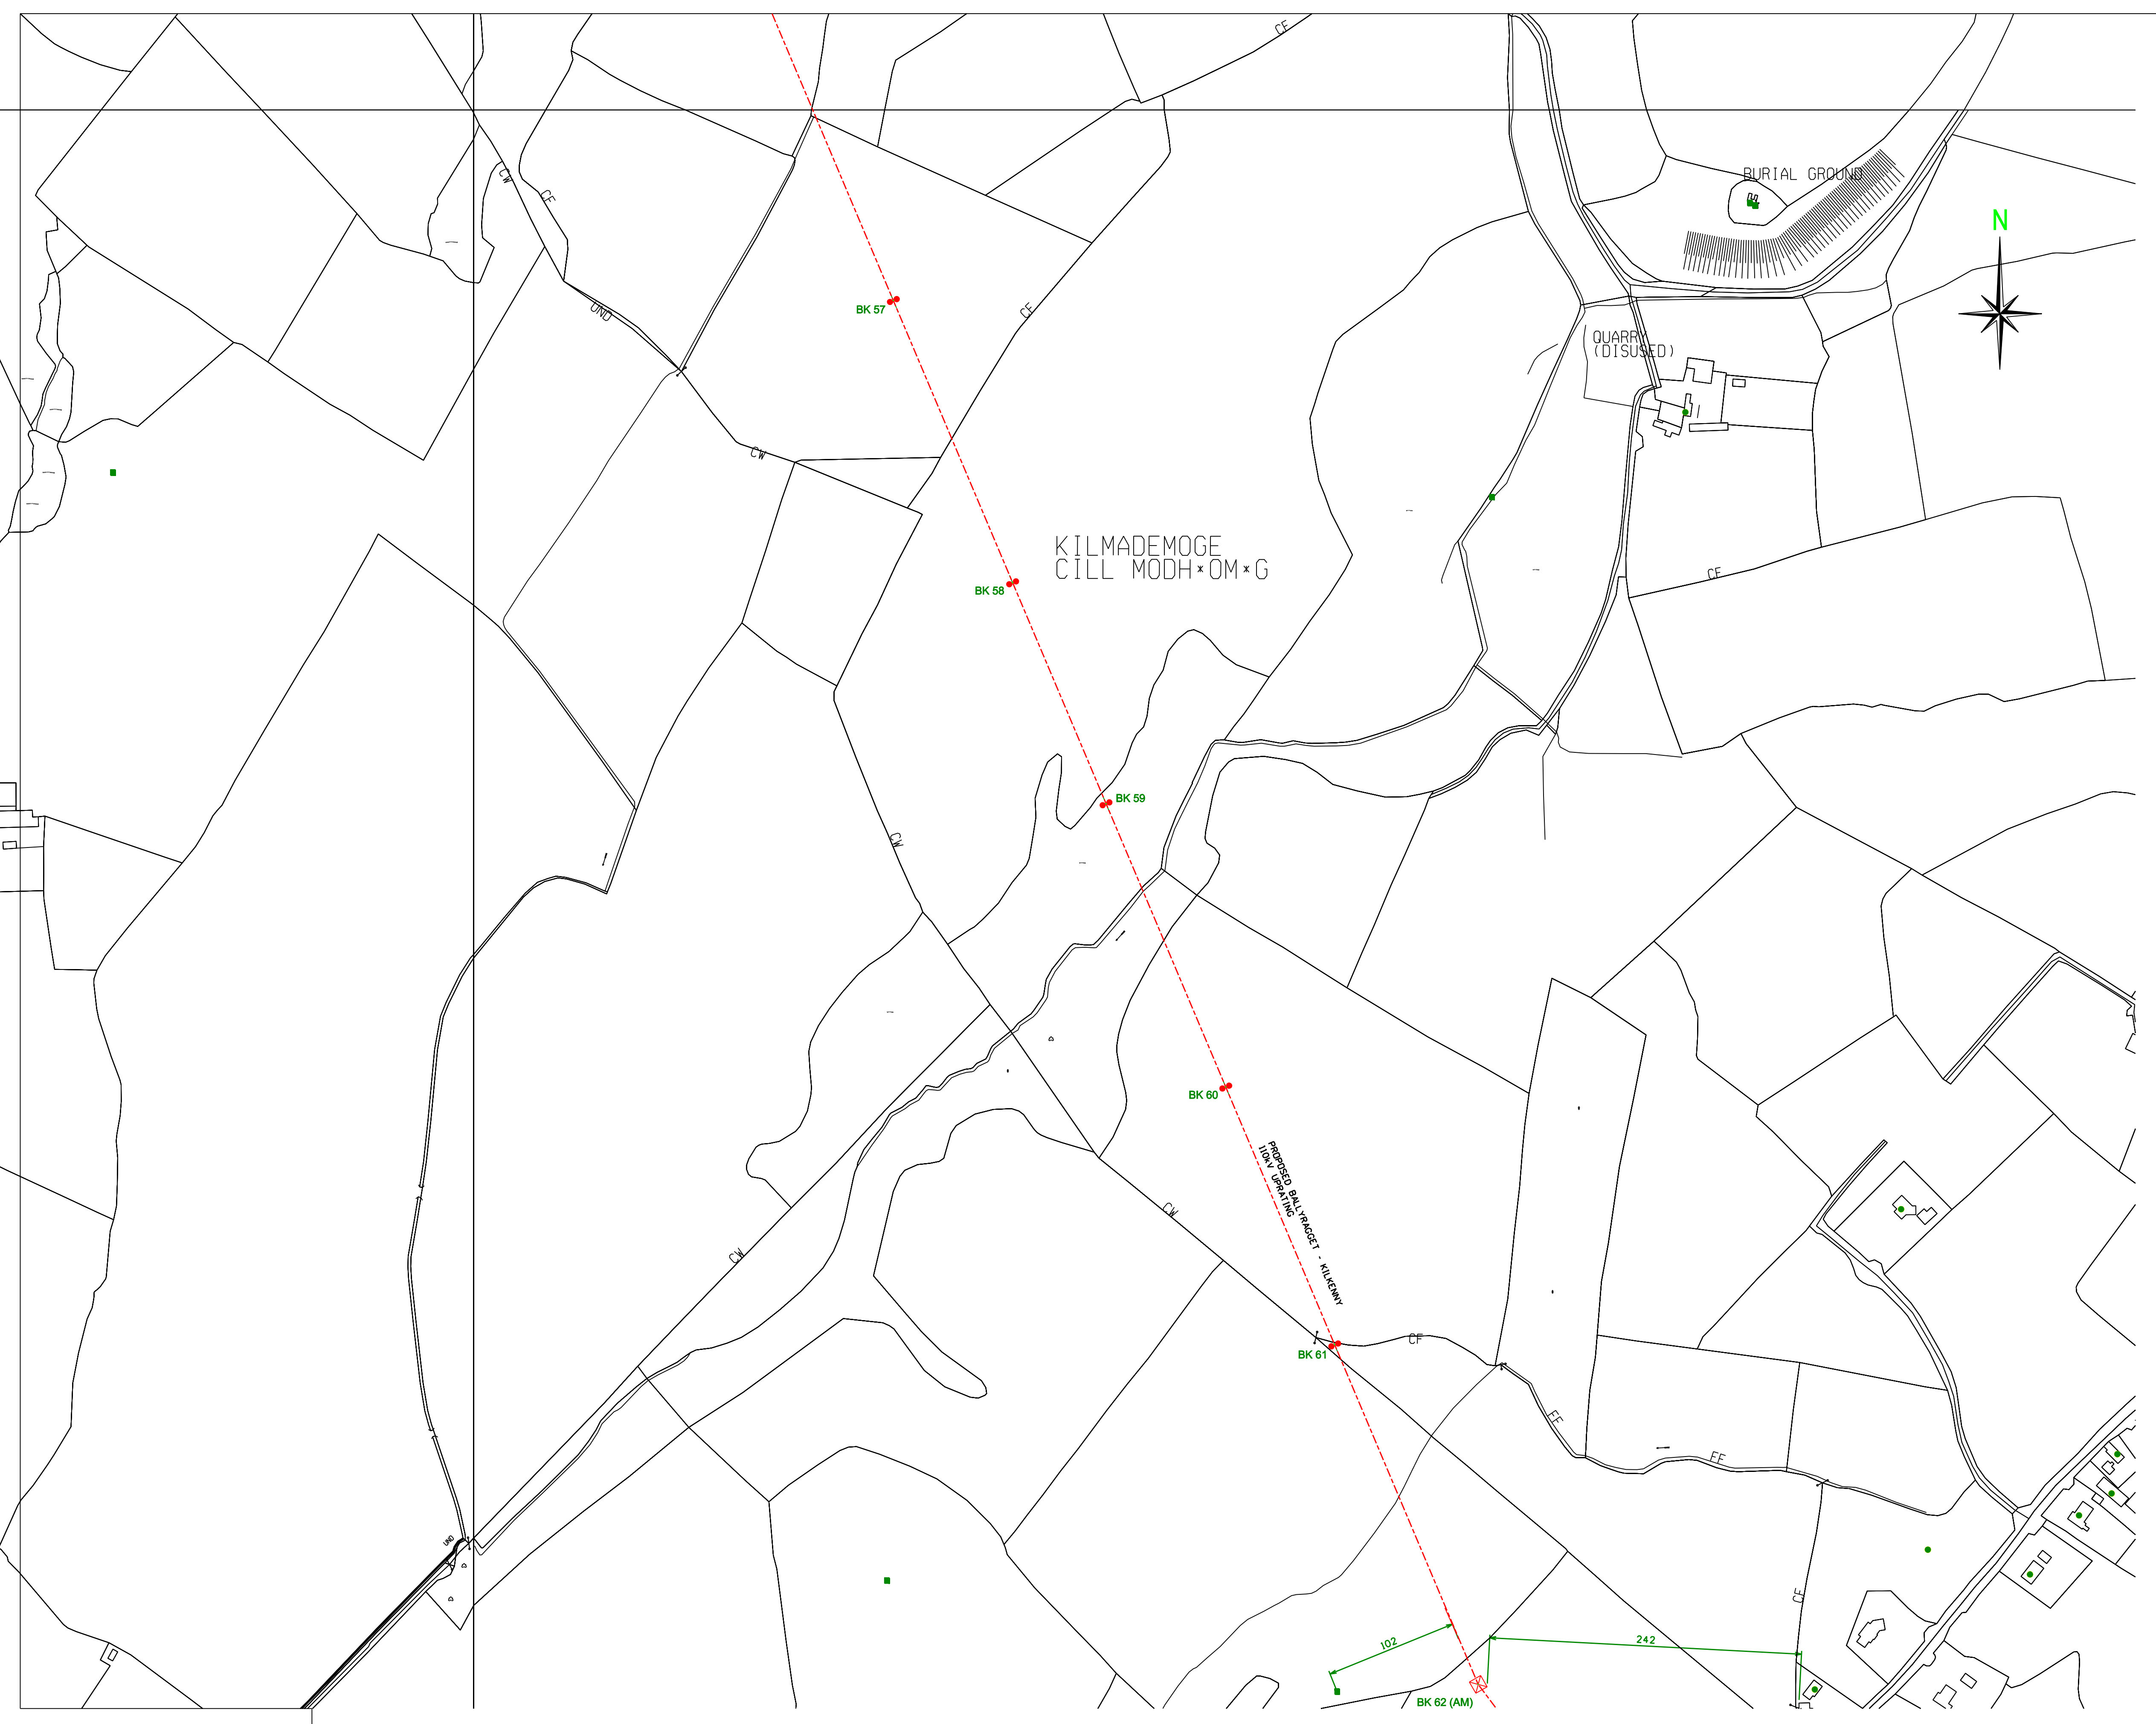 CF
BURIAL GROUND
CW
CF
N
BK 57
UND
CF
QUARRY
(DISUSED)
CW
KILMADEMOGE
CILL MODH*OM*G
CF
BK 58
BK 59
CW
BK 60
PROPOSED BALLYRAGGET - KILKENNY
110kV UPRATING
CW
CW
CF
BK 61
FF
FF
UND
CF
102
242
BK 62 (AM)